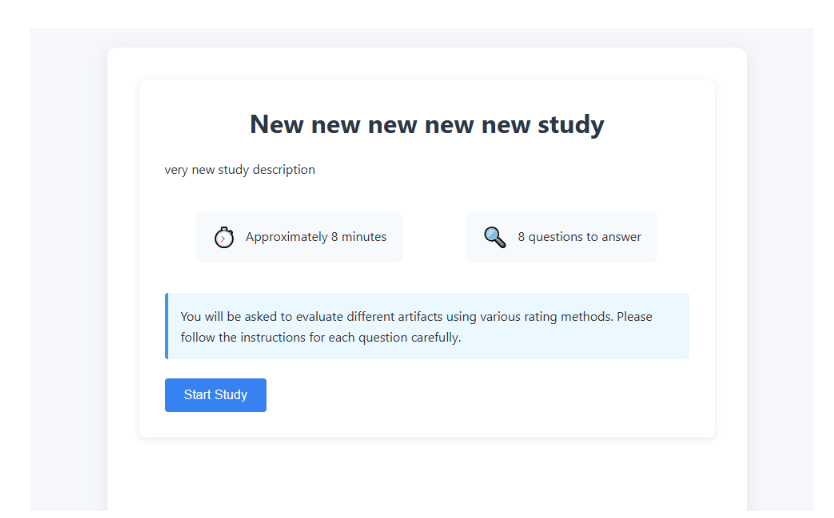 New new new new new study
very new study description
Approximately 8 minutes
8 questions to answer
You will be asked to evaluate different artifacts using various rating methods. Please
follow the instructions for each question carefully.
Start Study